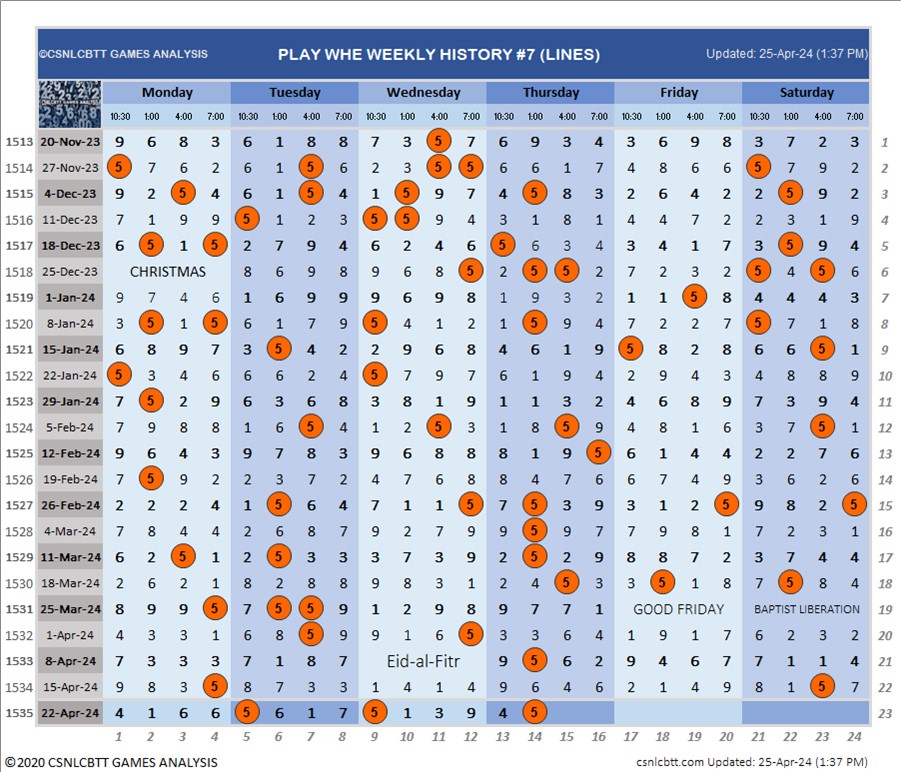 ©CSNLCBTT GAMES ANALYSIS PLAY WHE WEEKLY HISTORY #7 (LINES) Updated: 25-Apr-24 (1:37 PM)
Monday Tuesday Wednesday Thursday Friday Saturday
10:30 1:00 4:00 7:00 10:30 1:00 4:00 7:00 10:30 1:00 4:00 7:00 10:30 1:00 4:00 7:00 10:30 1:00 4:00 7:00 10:30 1:00 4:00 7:00
1513 20-Nov-23 9 6 8 3 6 1 8 8 7 3 5 7 6 9 3 4 3 6 9 8 3 7 2 3 1
1514 27-Nov-23 5 7 6 2 6 1 5 4 2 3 5 5 6 6 1 7 4 8 6 6 5 7 9 2 2
1515 4-Dec-23 9 2 5 4 6 1 5 4 1 5 9 7 4 5 8 3 2 6 4 2 2 5 9 2 3
1516 11-Dec-23 7 1 9 9 5 1 2 3 5 5 9 4 3 1 8 1 4 4 7 2 2 3 1 9 4
1517 18-Dec-23 6 5 1 5 2 7 9 4 6 2 4 6 5 6 3 4 3 4 1 7 3 5 9 4 5
1518 25-Dec-23 CHRISTMAS 8 6 9 8 9 6 8 5 2 5 5 2 7 2 3 2 5 4 5 6 6
1519 1-Jan-24 9 7 4 6 1 6 9 9 9 6 9 8 1 9 3 2 1 1 5 8 4 4 4 3 7
1520 8-Jan-24 3 5 1 5 6 1 7 9 5 4 1 2 1 5 9 4 7 2 2 7 5 7 1 8 8
1521 15-Jan-24 6 8 9 7 3 5 4 2 2 9 6 8 4 6 1 9 5 8 2 8 6 6 5 1 9
1522 22-Jan-24 5 3 4 6 6 6 2 4 5 7 9 7 6 1 9 4 2 9 4 3 4 8 8 9 10
1523 29-Jan-24 7 5 2 9 6 3 6 8 3 8 1 9 1 1 3 2 4 6 8 9 7 3 9 4 11
1524 5-Feb-24 7 9 8 8 1 6 5 4 1 2 5 3 1 8 5 9 4 8 1 6 3 7 5 1 12
1525 12-Feb-24 9 6 4 3 9 7 8 3 9 6 8 8 8 1 9 5 6 1 4 4 2 2 7 6 13
1526 19-Feb-24 7 5 9 2 2 3 7 2 4 7 6 8 8 4 7 6 6 7 4 9 3 6 2 6 14
1527 26-Feb-24 2 2 2 4 1 5 6 4 7 1 1 5 7 5 3 9 3 1 2 5 9 8 2 5 15
1528 4-Mar-24 7 8 4 4 2 6 8 7 9 2 7 9 9 5 9 7 7 9 8 1 7 2 3 1 16
1529 11-Mar-24 6 2 5 1 6 5 3 3 3 7 3 9 2 5 2 9 8 8 7 2 3 7 4 4 17
1530 18-Mar-24 2 6 2 1 8 2 8 8 9 8 3 1 2 4 5 3 3 5 1 8 7 5 8 4 18
1531 25-Mar-24 8 9 9 5 7 5 5 9 1 2 9 8 9 7 7 1 GOOD FRIDAY BAPTIST LIBERATION 19
1532 1-Apr-24 4 3 3 1 6 8 5 9 9 1 6 5 3 3 6 4 1 9 1 7 6 2 3 2 20
1533 8-Apr-24 7 3 3 3 7 1 8 7 Eid-al-Fitr 9 5 6 2 9 4 6 7 7 1 1 4 21
1534 15-Apr-24 9 8 3 5 8 7 3 3 1 4 1 4 9 6 4 6 2 1 4 9 8 1 5 7 22
1535 22-Apr-24 4 1 6 6 5 6 1 7 5 1 3 9 4 5 23
1 2 3 4 5 6 7 8 9 10 11 12 13 14 15 16 17 18 19 20 21 22 23 24
©2020 CSNLCBTT GAMES ANALYSIS csnlcbtt.com Updated: 25-Apr-24 (1:37 PM)